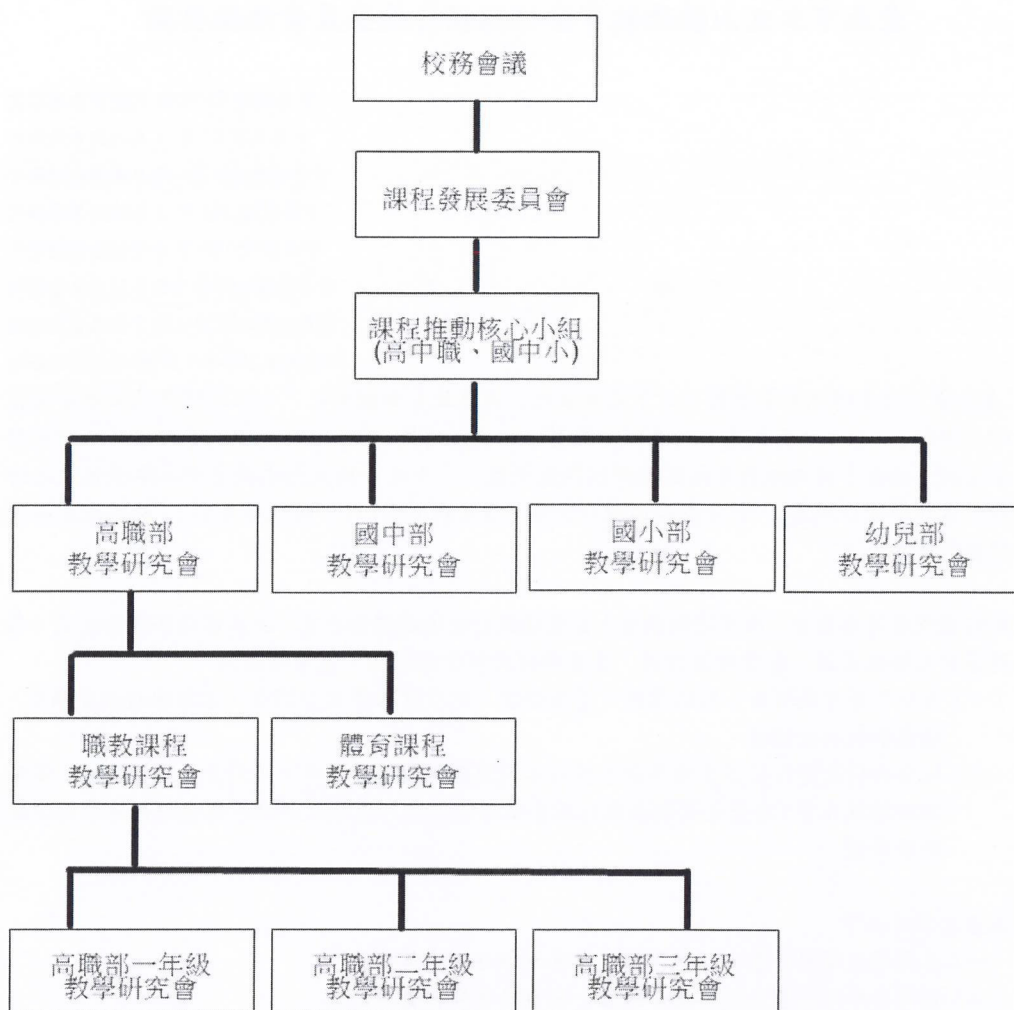 校務會議
課程發展委員會
課程推動核心小組
(高中職、國中小)
高職部
教學研究會
國中部
教學研究會
國小部
教學研究會
幼兒部
教學研究會
職教課程
教學研究會
體育課程
教學研究會
高職部一年級
教學研究會
高職部二年級
教學研究會
高職部三年級
教學研究會